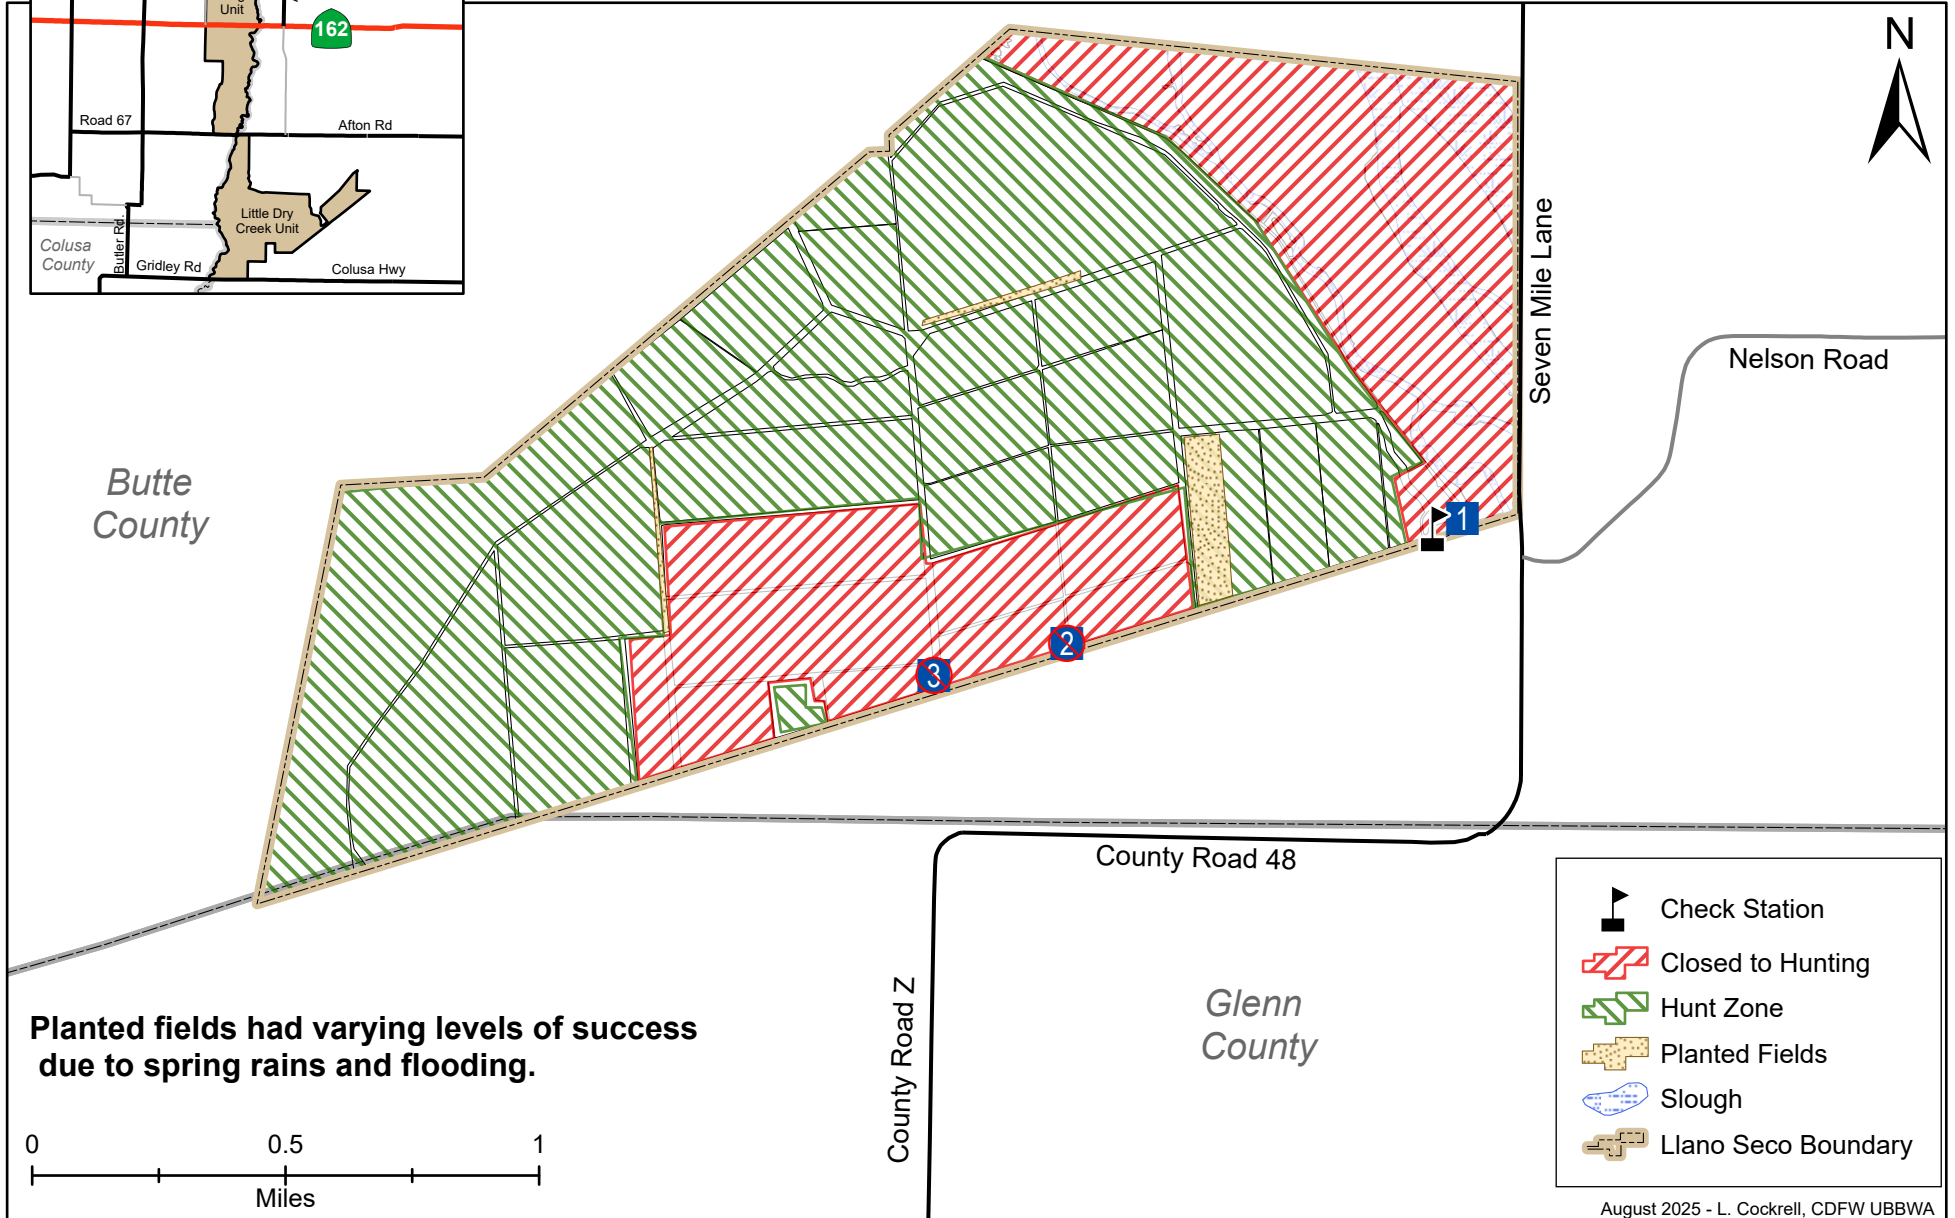 Unit
162
Road 67
Afton Rd
Little Dry
Creek Unit
Butler Rd.
Colusa
County
Gridley Rd
Colusa Hwy
N
Seven Mile Lane
Nelson Road
Butte
County
1
2
3
County Road 48
County Road Z
Glenn
County
Planted fields had varying levels of success
due to spring rains and flooding.
0 0.5 1
Miles
Check Station
Closed to Hunting
Hunt Zone
Planted Fields
Slough
Llano Seco Boundary
August 2025 - L. Cockrell, CDFW UBBWA